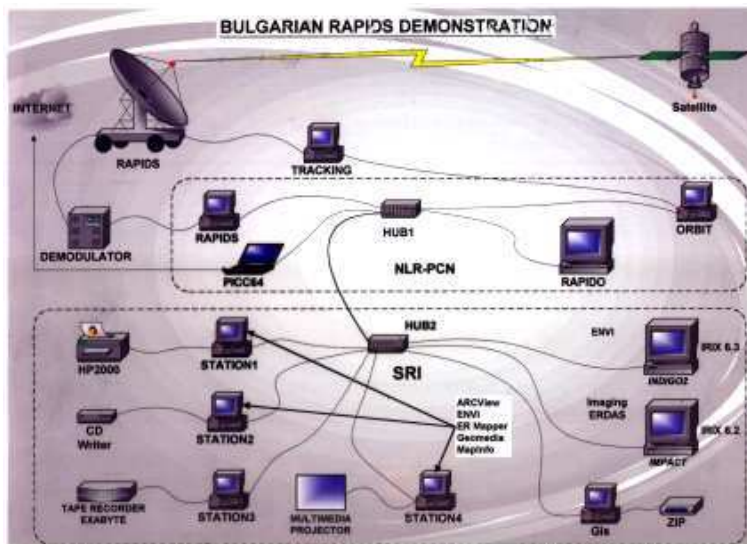 BULGARIAN RAPIDS DEMONSTRATION
INTERNET
Satellite
RAPIDS
TRACKING
RAPIDS
HUB1
ORBIT
DEMODULATOR
PICC64
NLR-PCN
RAPIDO
HUB2
ENVI
IRIX 6.3
HP2000
STATION1
SRI
INDIGO2
ARCView
ENVI
ER Mapper
Geomedia
MapInfo
Imaging
ERDAS
CD
Writer
STATION2
IRIX 6.2
IMPACT
TAPE RECORDER
EXABYTE
STATION3
MULTIMEDIA
PROJECTOR
STATION4
Gis
ZIP